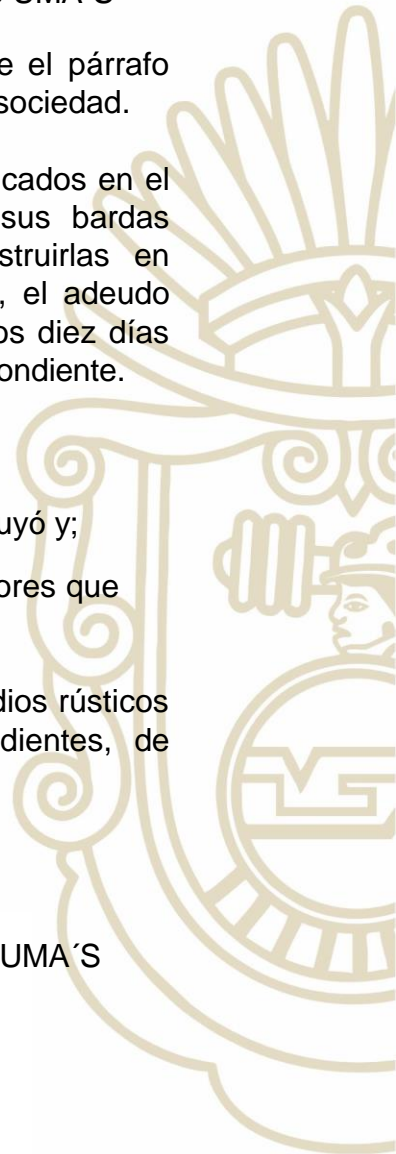 UMA´S
e el párrafo
sociedad.
cados en el
sus bardas
struirlas en
, el adeudo
os diez días
ondiente.
uyó y;
ores que
dios rústicos
dientes, de
UMA´S